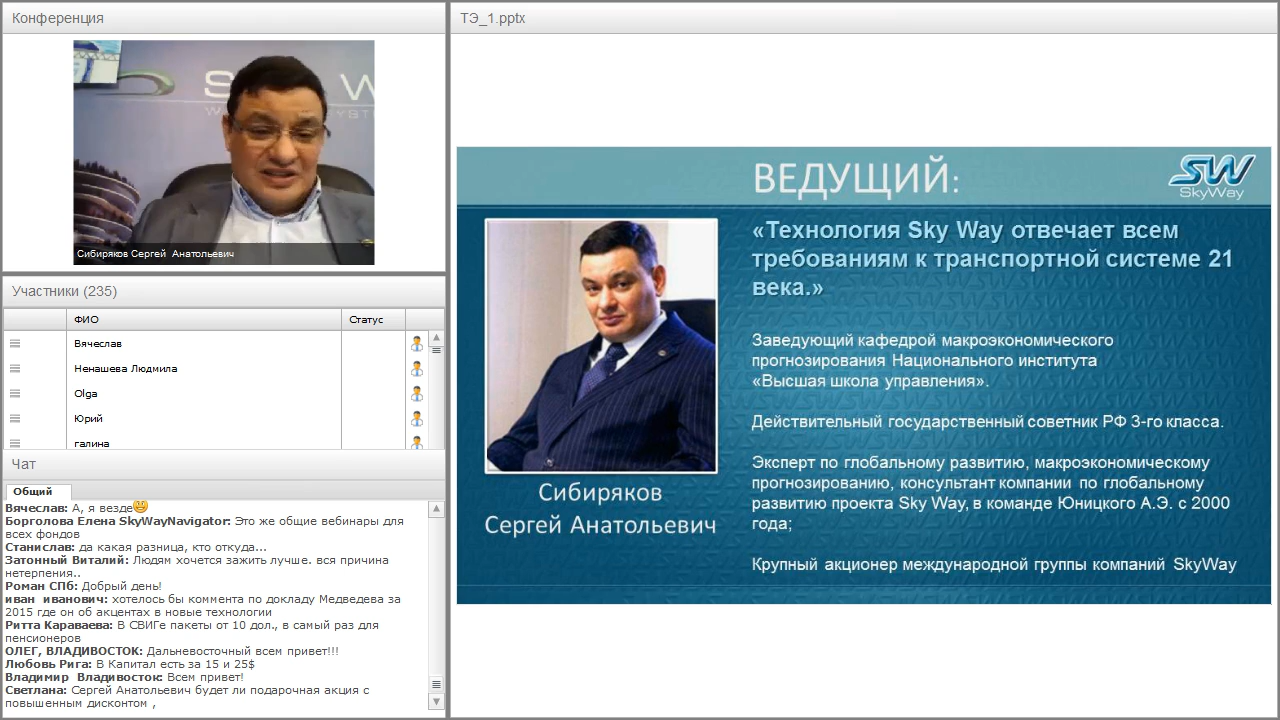 Конференция
S W
Сибиряков Сергей Анатольевич
Участники (235)
ФИО
Статус
Вячеслав
Ненашева Людмила
Olga
Юрий
галина
Чат
Общий
Вячеслав: А, я везде
Борголова Елена SkyWayNavigator: Это же общие вебинары для
всех фондов
Станислав: да какая разница, кто откуда...
Затонный Виталий: Людям хочется зажить лучше. вся причина
нетерпения..
Роман СПб: Добрый день!
иван иванович: хотелось бы коммента по докладу Медведева за
2015 где он об акцентах в новые технологии
Ритта Караваева: В СВИГе пакеты от 10 дол., в самый раз для
пенсионеров
ОЛЕГ, ВЛАДИВОСТОК: Дальневосточный всем привет!!!
Любовь Рига: В Капитал есть за 15 и 25$
Владимир Владивосток: Всем привет!
Светлана: Сергей Анатольевич будет ли подарочная акция с
повышенным дисконтом ,
ТЭ_1.pptx
ВЕДУЩИЙ:
SW
SkyWay
«Технология Sky Way отвечает всем
требованиям к транспортной системе 21
века.»
Заведующий кафедрой макроэкономического
прогнозирования Национального института
«Высшая школа управления».
Действительный государственный советник РФ 3-го класса.
Эксперт по глобальному развитию, макроэкономическому
прогнозированию, консультант компании по глобальному
развитию проекта Sky Way, в команде Юницкого А.Э. с 2000
года;
Крупный акционер международной группы компаний SkyWay
Сибиряков
Сергей Анатольевич